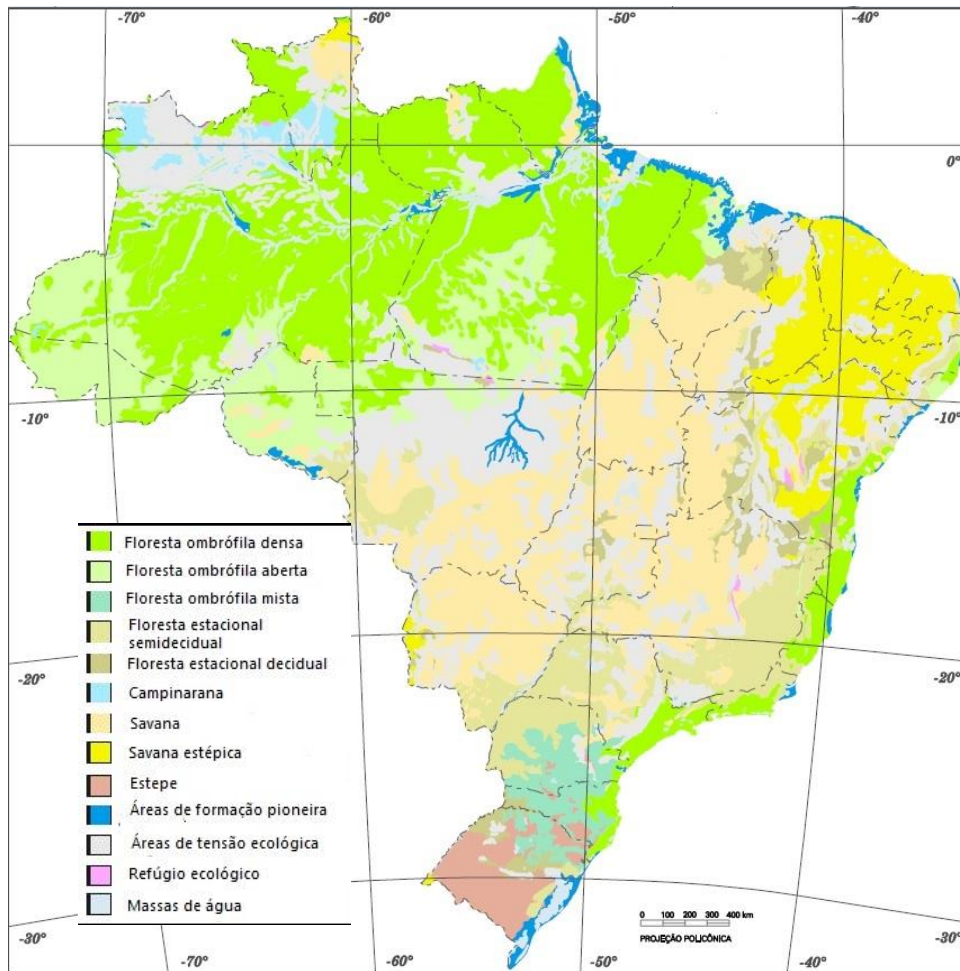 -70°
-60°
-50°
-40°
0°
0°
-10°
-10°
-20°
-20°
-30°
-30°
-70°
-60°
-50°
-40°
Floresta ombrófila densa
Floresta ombrófila aberta
Floresta ombrófila mista
Floresta estacional
semidecidual
Floresta estacional decidual
Campinarana
Savana
Savana estépica
Estepe
Áreas de formação pioneira
Áreas de tensão ecológica
Refúgio ecológico
Massas de água
0 100 200 300 400 km
PROJEÇÃO POLICÔNICA